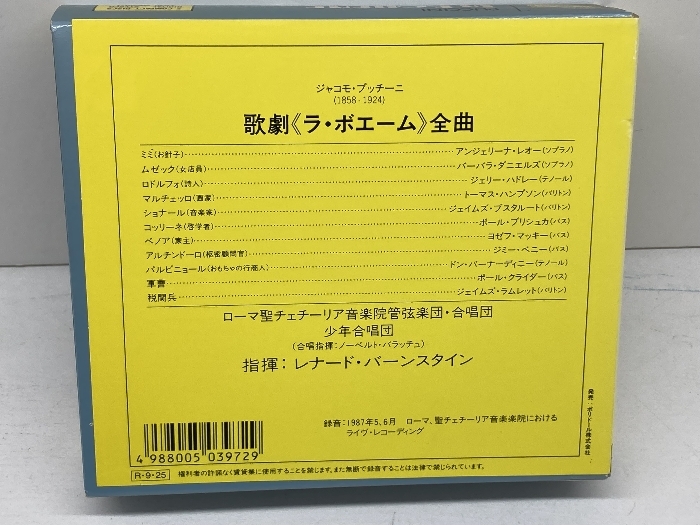 ジャコモ・プッチーニ
(1858-1924)
歌劇《ラ・ボエーム》全曲
ミミ(お針子) アンジェリーナ・レオー(ソプラノ)
ムゼック(女店員) バーバラ・ダニエルズ(ソプラノ)
ロドルフォ(詩人) ジェリー・ハドレー(テノール)
マルチェッロ(画家) トーマス・ハンプソン(バリトン)
ショナール(音楽家) ジェイムズ・ブスタルート(バリトン)
コッリーネ(哲学者) ポール・プリシュカ(バス)
ベノア(家主) ヨゼフ・マッキー(バス)
アルチンドーロ(枢密顧問官) ジミー・ベニー(バス)
パルピニョール(おもちゃの行商人) ドン・バーナーディニー(テノール)
軍曹 ポール・クライダー(バス)
税関兵 ジェイムズ・ラムレット(バリトン)
ローマ聖チェチーリア音楽院管弦楽団・合唱団
少年合唱団
(合唱指揮:ノーベルト・バラッチュ)
指揮: レナード・バーンスタイン
録音:1987年5、6月 ローマ、聖チェチーリア音楽楽院における
ライヴ・レコーディング
4 988005 039729
R-9-25
権利者の許諾なく賃貸業に使用することを禁じます。また無断で録音することは法律で禁じられています。
発売:ポリドール株式会社